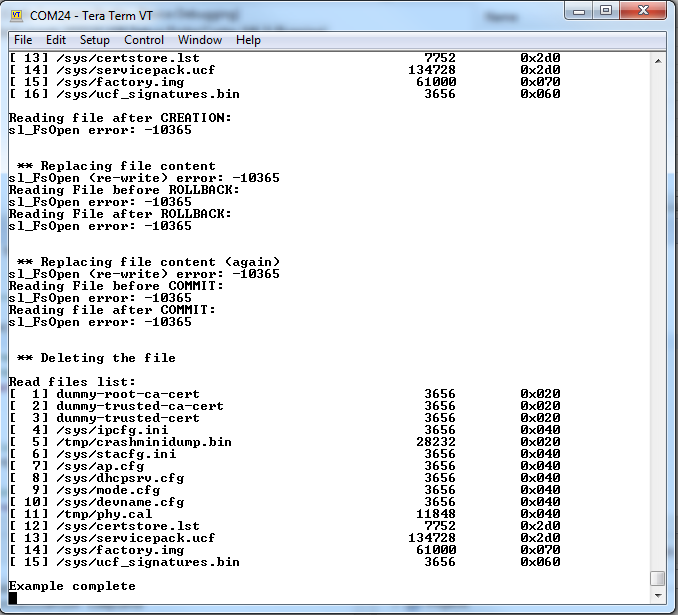 COM24 - Tera Term VT
File Edit Setup Control Window Help
[ 13] /sys/certstore.lst 7752 0x2d0
[ 14] /sys/servicepack.ucf 134728 0x2d0
[ 15] /sys/factory.img 61000 0x070
[ 16] /sys/ucf_signatures.bin 3656 0x060
Reading file after CREATION:
sl_FsOpen error: -10365
** Replacing file content
sl_FsOpen (re-write) error: -10365
Reading File before ROLLBACK:
sl_FsOpen error: -10365
Reading File after ROLLBACK:
sl_FsOpen error: -10365
** Replacing file content (again)
sl_FsOpen (re-write) error: -10365
Reading File before COMMIT:
sl_FsOpen error: -10365
Reading file after COMMIT:
sl_FsOpen error: -10365
** Deleting the file
Read files list:
[ 1] dummy-root-ca-cert 3656 0x020
[ 2] dummy-trusted-ca-cert 3656 0x020
[ 3] dummy-trusted-cert 3656 0x020
[ 4] /sys/ipcfg.ini 3656 0x040
[ 5] /tmp/crashminidump.bin 28232 0x020
[ 6] /sys/stacfg.ini 3656 0x040
[ 7] /sys/ap.cfg 3656 0x040
[ 8] /sys/dhcpsrv.cfg 3656 0x040
[ 9] /sys/mode.cfg 3656 0x040
[ 10] /sys/devname.cfg 3656 0x040
[ 11] /tmp/phy.cal 11848 0x040
[ 12] /sys/certstore.lst 7752 0x2d0
[ 13] /sys/servicepack.ucf 134728 0x2d0
[ 14] /sys/factory.img 61000 0x070
[ 15] /sys/ucf_signatures.bin 3656 0x060
Example complete